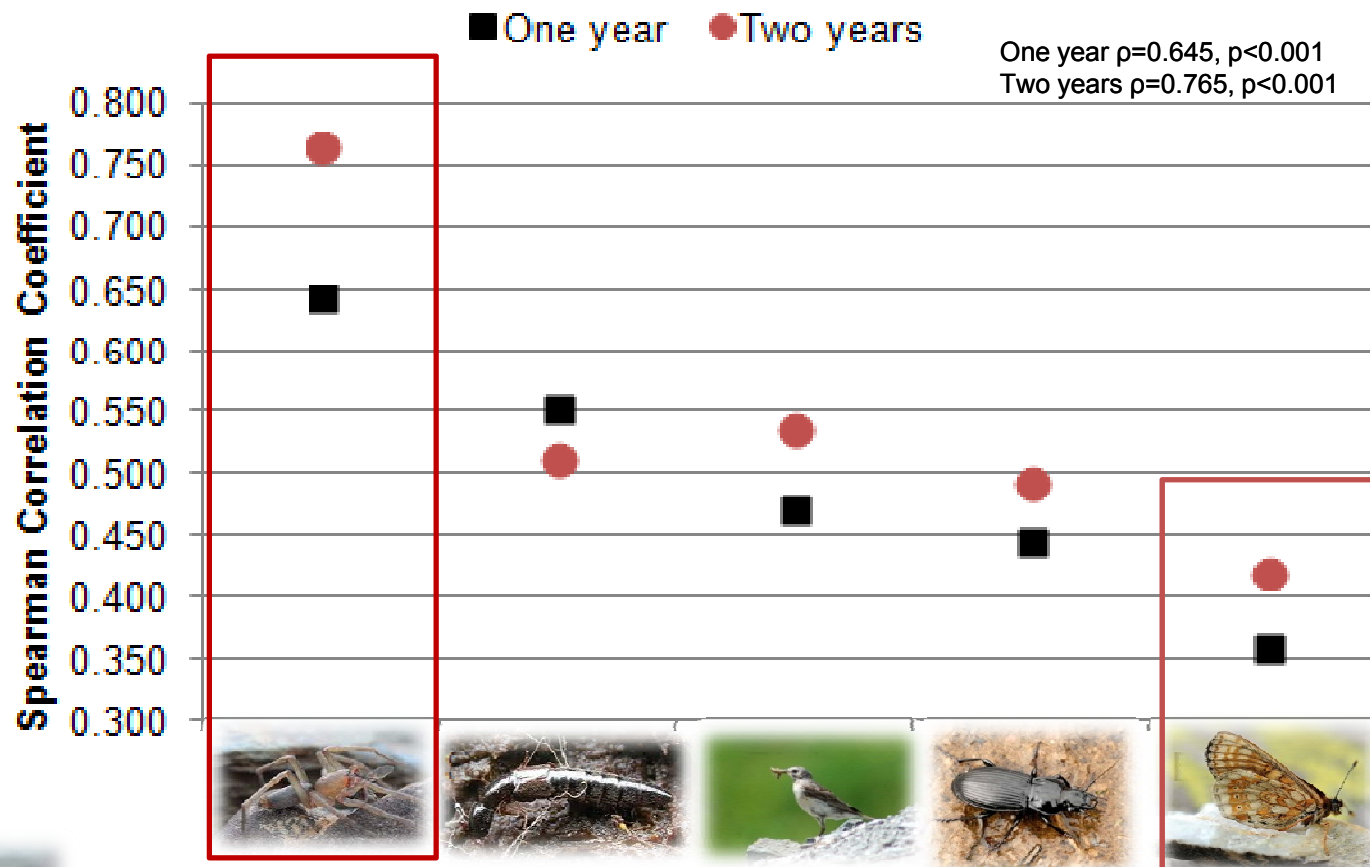 One year Two years
One year ρ=0.645, p<0.001
Two years ρ=0.765, p<0.001
Spearman Correlation Coefficient
0.800
0.750
0.700
0.650
0.600
0.550
0.500
0.450
0.400
0.350
0.300